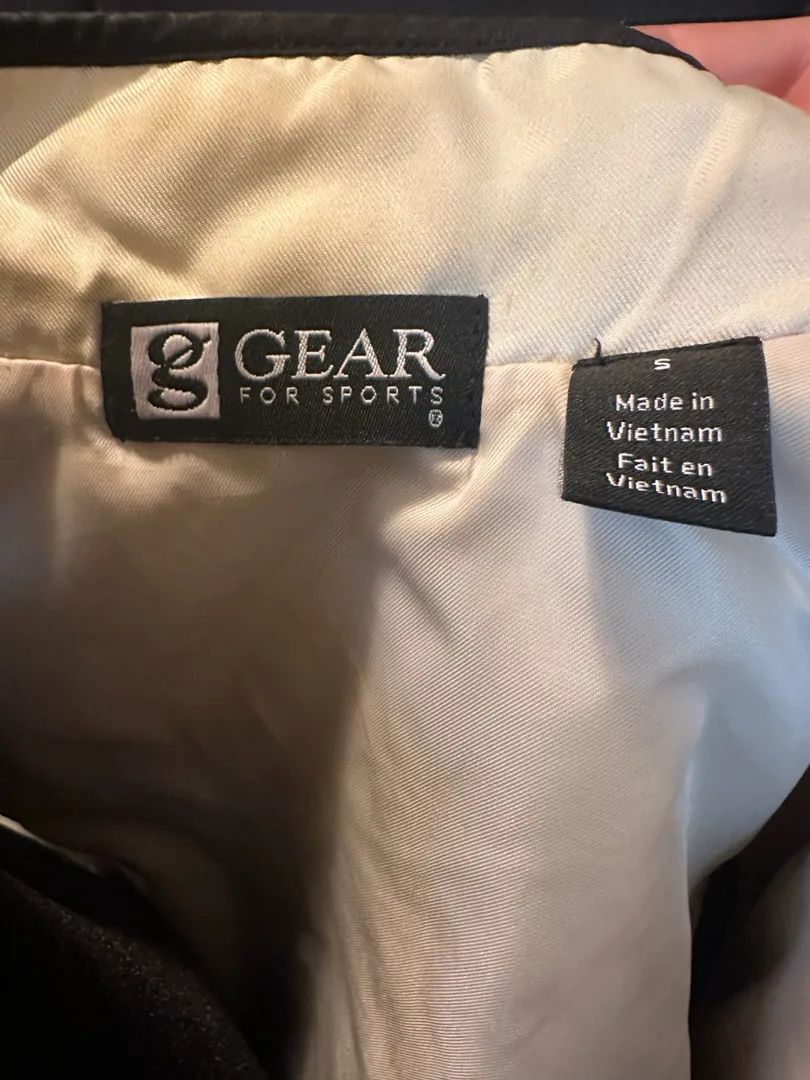 g GEAR
FOR SPORTS
®
S
Made in
Vietnam
Fait en
Vietnam